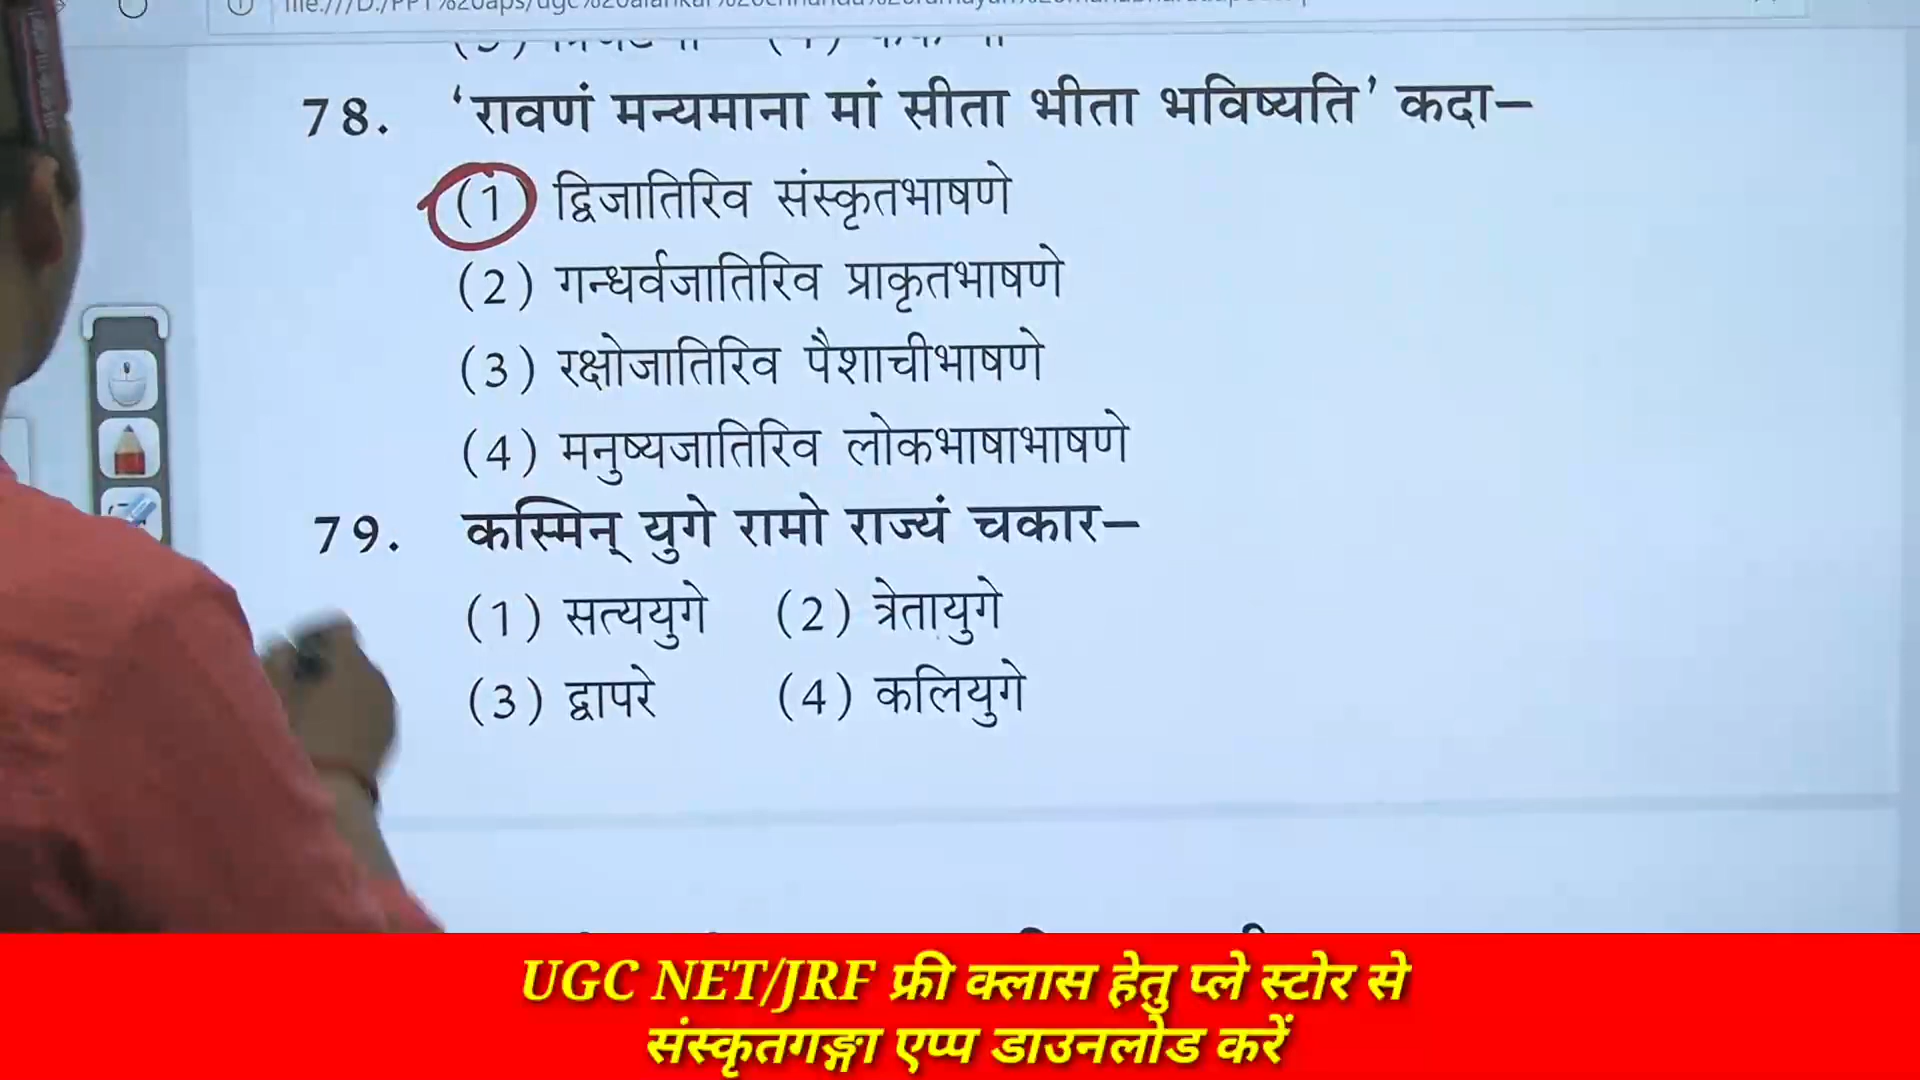 78. ‘रावणं मन्यमाना मां सीता भीता भविष्यति’ कदा–
(1) द्विजातिरिव संस्कृतभाषणे
(2) गन्धर्वजातिरिव प्राकृतभाषणे
(3) रक्षोजातिरिव पैशाचीभाषणे
(4) मनुष्यजातिरिव लोकभाषाभाषणे
79. कस्मिन् युगे रामो राज्यं चकार–
(1) सत्ययुगे (2) त्रेतायुगे
(3) द्वापरे (4) कलियुगे
UGC NET/JRF फ्री क्लास हेतु प्ले स्टोर से
संस्कृतगङ्गा एप्प डाउनलोड करें